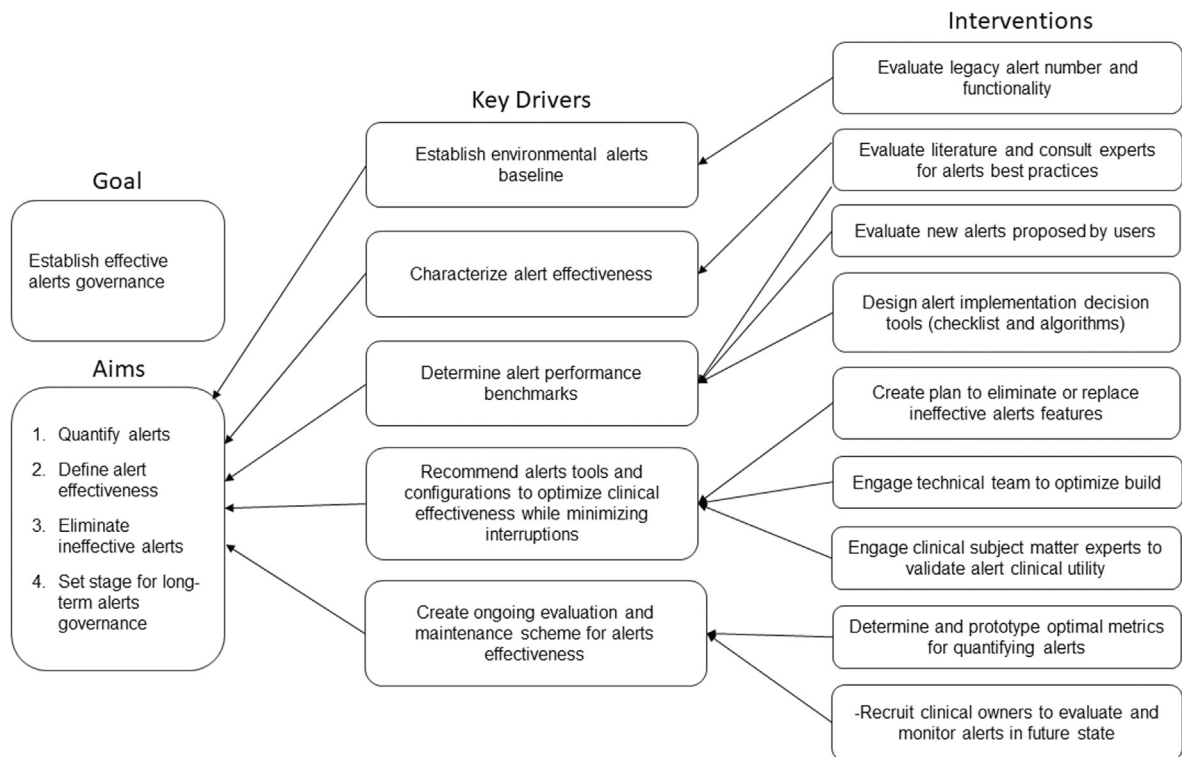 Goal
Establish effective
alerts governance
Aims
1. Quantify alerts
2. Define alert
effectiveness
3. Eliminate
ineffective alerts
4. Set stage for long-
term alerts
governance
Key Drivers
Establish environmental alerts
baseline
Characterize alert effectiveness
Determine alert performance
benchmarks
Recommend alerts tools and
configurations to optimize clinical
effectiveness while minimizing
interruptions
Create ongoing evaluation and
maintenance scheme for alerts
effectiveness
Interventions
Evaluate legacy alert number and
functionality
Evaluate literature and consult experts
for alerts best practices
Evaluate new alerts proposed by users
Design alert implementation decision
tools (checklist and algorithms)
Create plan to eliminate or replace
ineffective alerts features
Engage technical team to optimize build
Engage clinical subject matter experts to
validate alert clinical utility
Determine and prototype optimal metrics
for quantifying alerts
-Recruit clinical owners to evaluate and
monitor alerts in future state